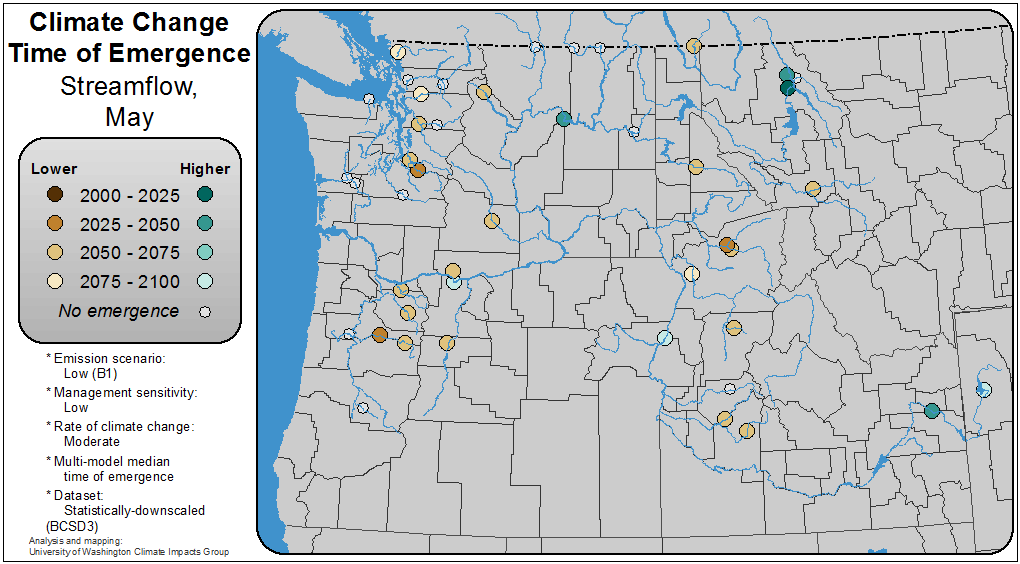 Climate Change
Time of Emergence
Streamflow,
May
Lower Higher
2000 - 2025
2025 - 2050
2050 - 2075
2075 - 2100
No emergence
* Emission scenario:
Low (B1)
* Management sensitivity:
Low
* Rate of climate change:
Moderate
* Multi-model median
time of emergence
* Dataset:
Statistically-downscaled
(BCSD3)
Analysis and mapping:
University of Washington Climate Impacts Group